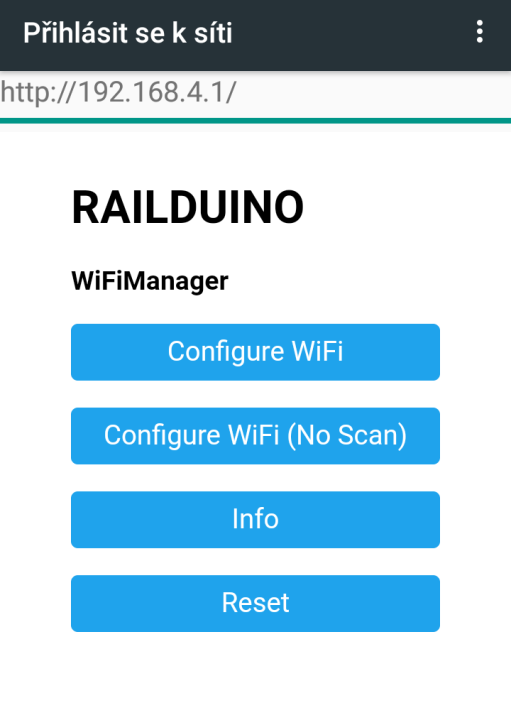 Přihlásit se k síti
http://192.168.4.1/
RAILDUINO
WiFiManager
Configure WiFi
Configure WiFi (No Scan)
Info
Reset